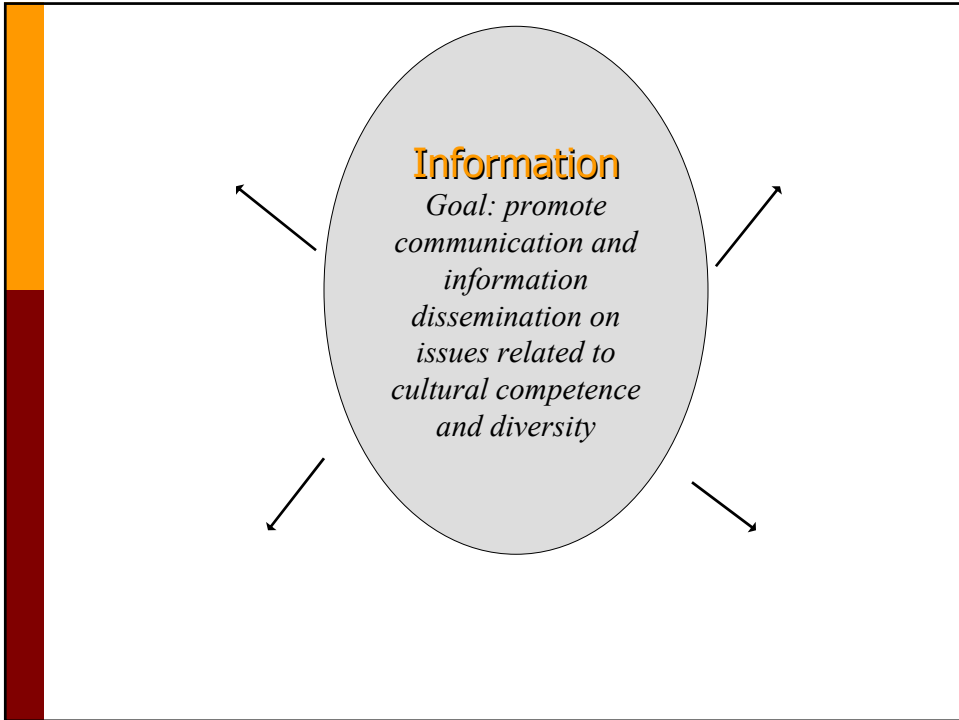 Information
Goal: promote
communication and
information
dissemination on
issues related to
cultural competence
and diversity